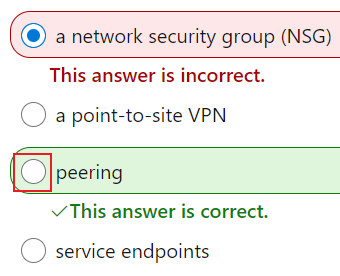 a network security group (NSG)
This answer is incorrect.
a point-to-site VPN
peering
✓This answer is correct.
service endpoints